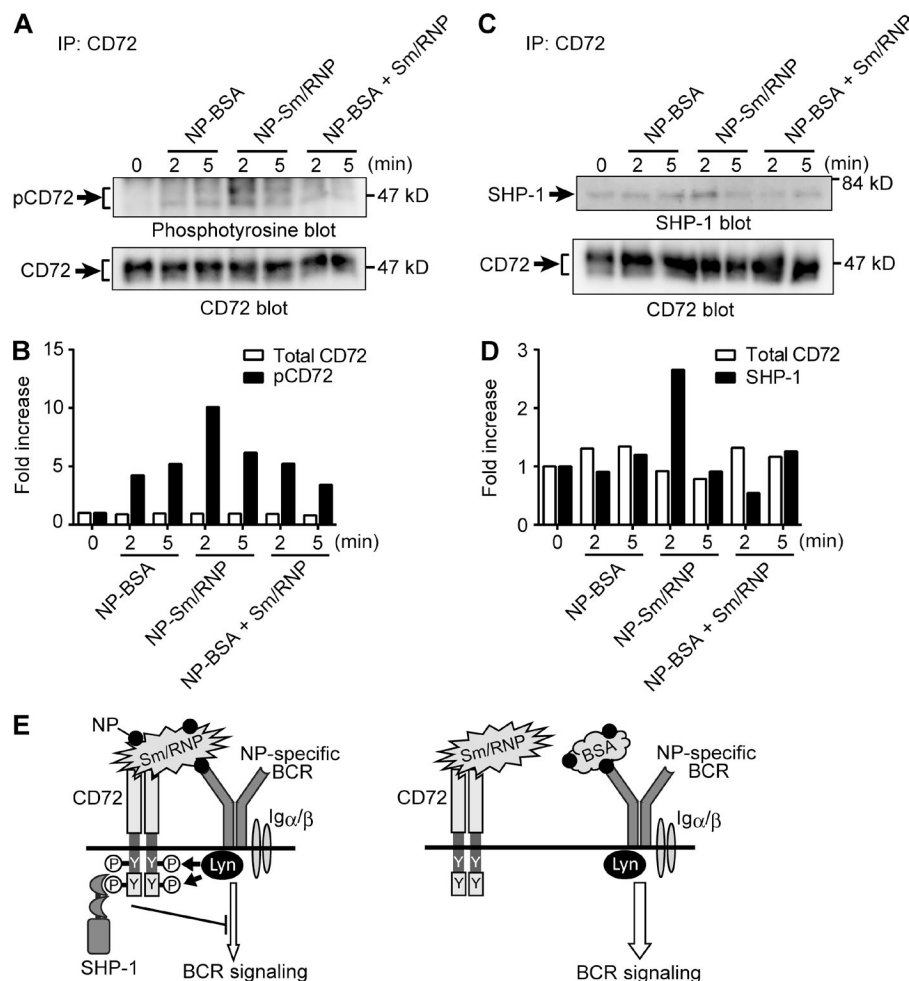 A
IP: CD72
NP-BSA
NP-Sm/RNP
NP-BSA + Sm/RNP
0 2 5 2 5 2 5 (min)
pCD72
47 kD
Phosphotyrosine blot
CD72
47 kD
CD72 blot
C
IP: CD72
NP-BSA
NP-Sm/RNP
NP-BSA + Sm/RNP
0 2 5 2 5 2 5 (min)
84 kD
SHP-1
SHP-1 blot
CD72
47 kD
CD72 blot
B
Fold increase
15
10
5
0
Total CD72
pCD72
0 2 5 2 5 2 5 (min)
NP-BSA
NP-Sm/RNP
NP-BSA + Sm/RNP
D
Fold increase
3
2
1
0
Total CD72
SHP-1
0 2 5 2 5 2 5 (min)
NP-BSA
NP-Sm/RNP
NP-BSA + Sm/RNP
E
NP
Sm/RNP
NP-specific
BCR
CD72
Igα/β
P Y Y P
Lyn
P Y Y P
SHP-1
BCR signaling
Sm/RNP
BSA
NP-specific
BCR
CD72
Igα/β
Y Y
Lyn
Y Y
BCR signaling